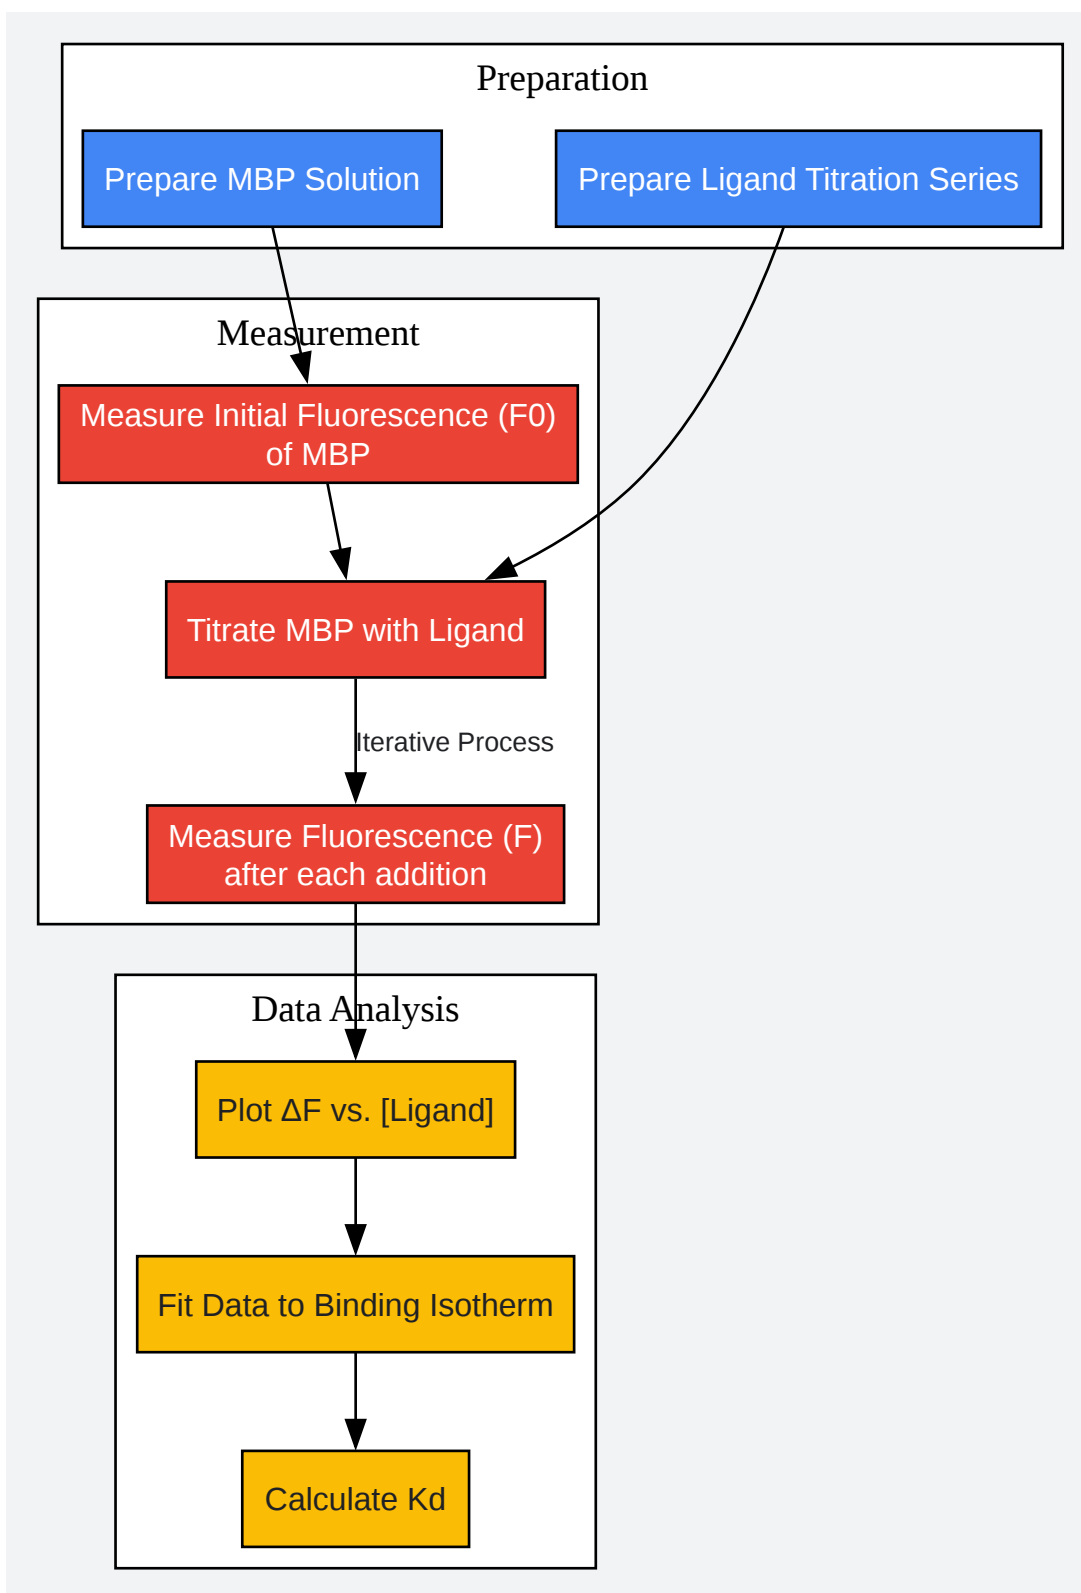 Preparation
Prepare MBP Solution
Prepare Ligand Titration Series
Measurement
Measure Initial Fluorescence (F0)
of MBP
Titrate MBP with Ligand
Iterative Process
Measure Fluorescence (F)
after each addition
Data Analysis
Plot ΔF vs. [Ligand]
Fit Data to Binding Isotherm
Calculate Kd